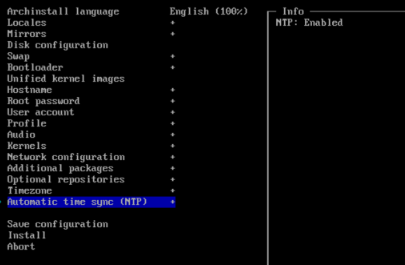 Archinstall language English (100%)
Locales +
Mirrors +
Disk configuration
Swap +
Bootloader +
Unified kernel images
Hostname +
Root password +
User account +
Profile +
Audio +
Kernels +
Network configuration +
Additional packages +
Optional repositories +
Timezone +
Automatic time sync (NTP) +
Save configuration
Install
Abort
Info
NTP: Enabled